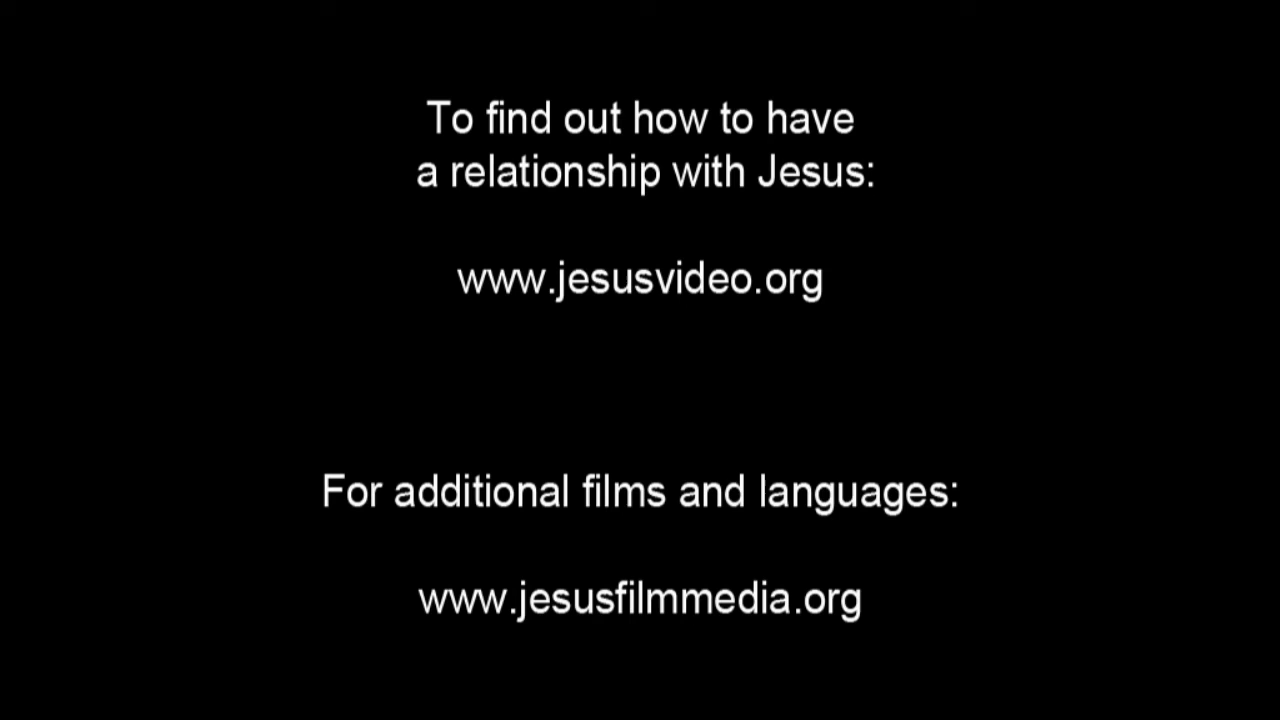 To find out how to have
a relationship with Jesus:
www.jesusvideo.org
For additional films and languages:
www.jesusfilmmedia.org